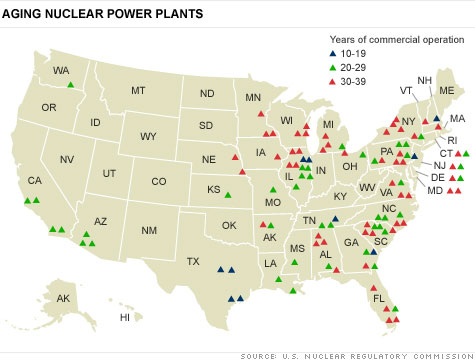 AGING NUCLEAR POWER PLANTS
Years of commercial operation
10-19
20-29
30-39
WA
MT
ND
MN
WI
MI
VT
NH
ME
OR
ID
SD
NY
MA
WY
RI
CT
NV
NE
IA
PA
NJ
IL
IN
OH
DE
CA
UT
CO
KS
MO
WV
VA
MD
KY
NC
AZ
NM
OK
AK
TN
SC
TX
LA
MS
AL
GA
FL
AK
HI
SOURCE: U.S. NUCLEAR REGULATORY COMMISSION